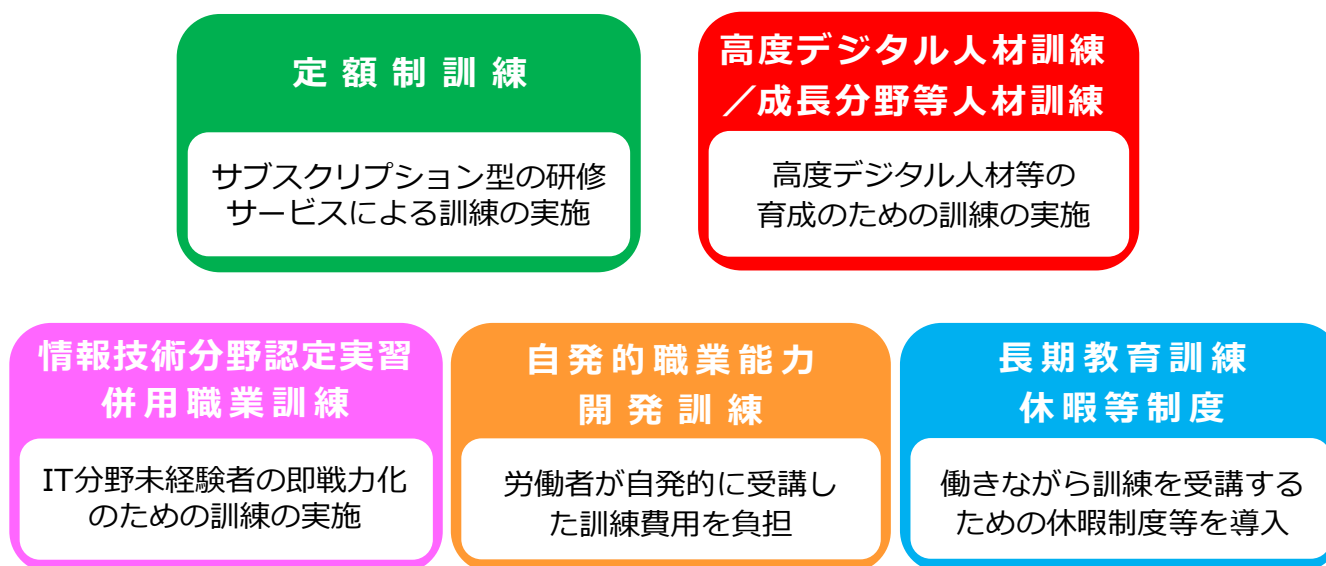 定額制訓練
サブスクリプション型の研修
サービスによる訓練の実施
高度デジタル人材訓練
／成長分野等人材訓練
高度デジタル人材等の
育成のための訓練の実施
情報技術分野認定実習
併用職業訓練
IT分野未経験者の即戦力化
のための訓練の実施
自発的職業能力
開発訓練
労働者が自発的に受講し
た訓練費用を負担
長期教育訓練
休暇等制度
働きながら訓練を受講する
ための休暇制度等を導入